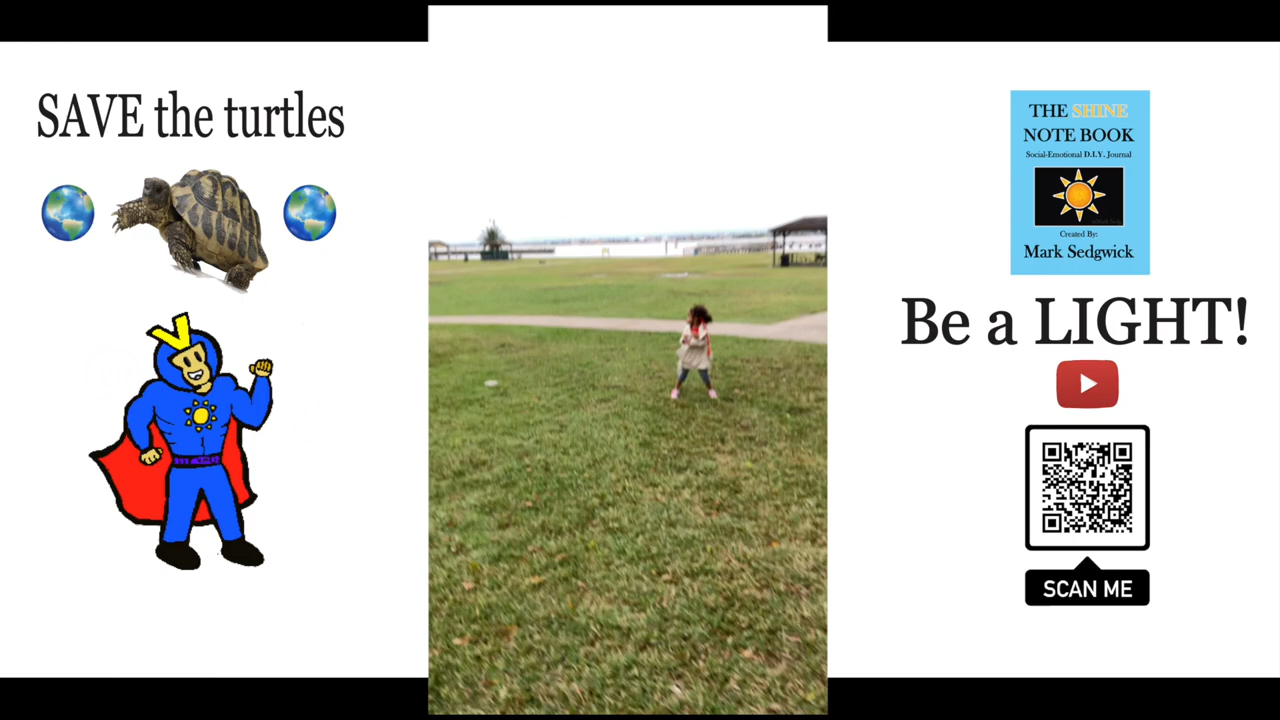 SAVE the turtles
V
THE SHINE
NOTE BOOK
Social-Emotional D.I.Y. Journal
Created By:
Mark Sedgwick
Be a LIGHT!
SCAN ME